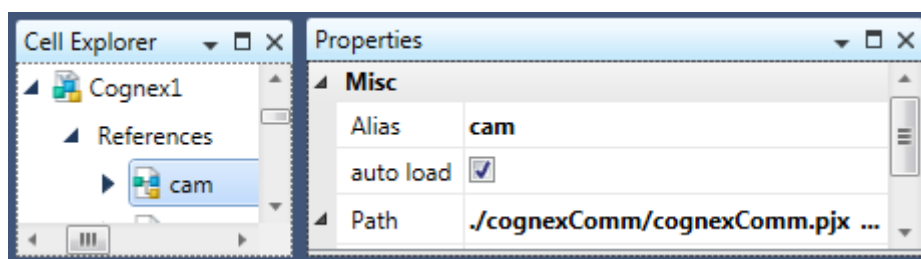 Cell Explorer
Cognex1
References
cam
Properties
Misc
Alias cam
auto load
Path ./cognexComm/cognexComm.pjx ...